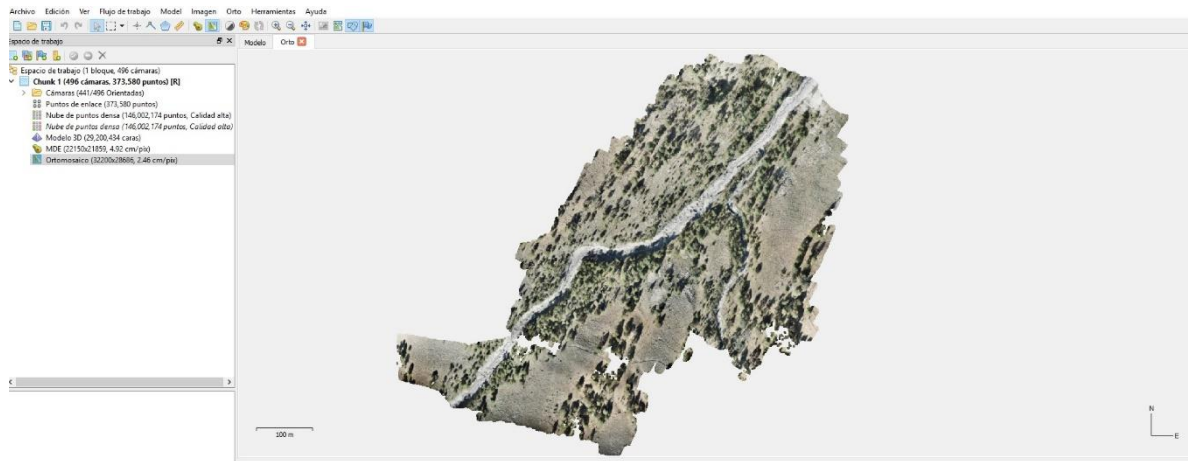 Archivo Edición Ver Flujo de trabajo Model Imagen Orto Herramientas Ayuda
Espacio de trabajo
Modelo Orto
Espacio de trabajo (1 bloque, 496 cámaras)
Chunk 1 (496 cámaras, 373,580 puntos) [R]
Cámaras (441/496 Orientadas)
Puntos de enlace (373,580 puntos)
Nube de puntos densa (146,002,174 puntos, Calidad alta)
Nube de puntos densa (146,002,174 puntos, Calidad alta)
Modelo 3D (29,200,434 caras)
MDE (22150x21859, 4.92 cm/pix)
Ortomosaico (32200x28686, 2.46 cm/pix)
100 m
N
E